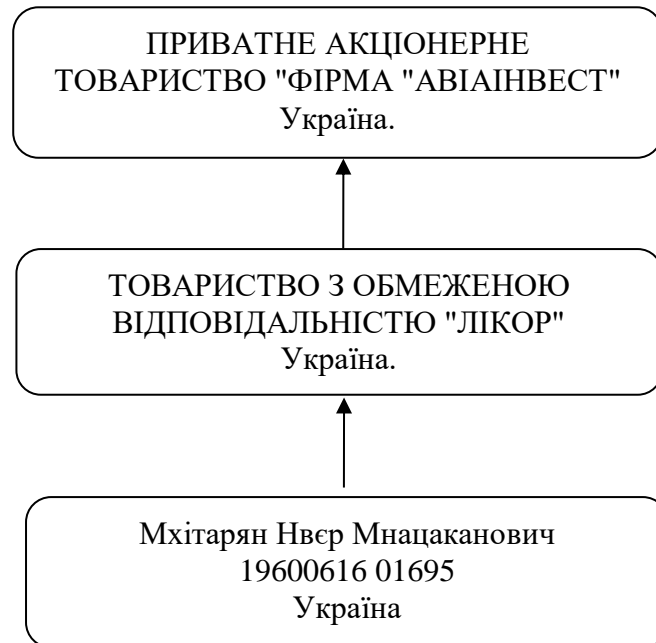 ПРИВАТНЕ АКЦІОНЕРНЕ
ТОВАРИСТВО "ФІРМА "АВІАІНВЕСТ"
Україна.
ТОВАРИСТВО З ОБМЕЖЕНОЮ
ВІДПОВІДАЛЬНІСТЮ "ЛІКОР"
Україна.
Мхітарян Нвєр Мнацаканович
19600616 01695
Україна